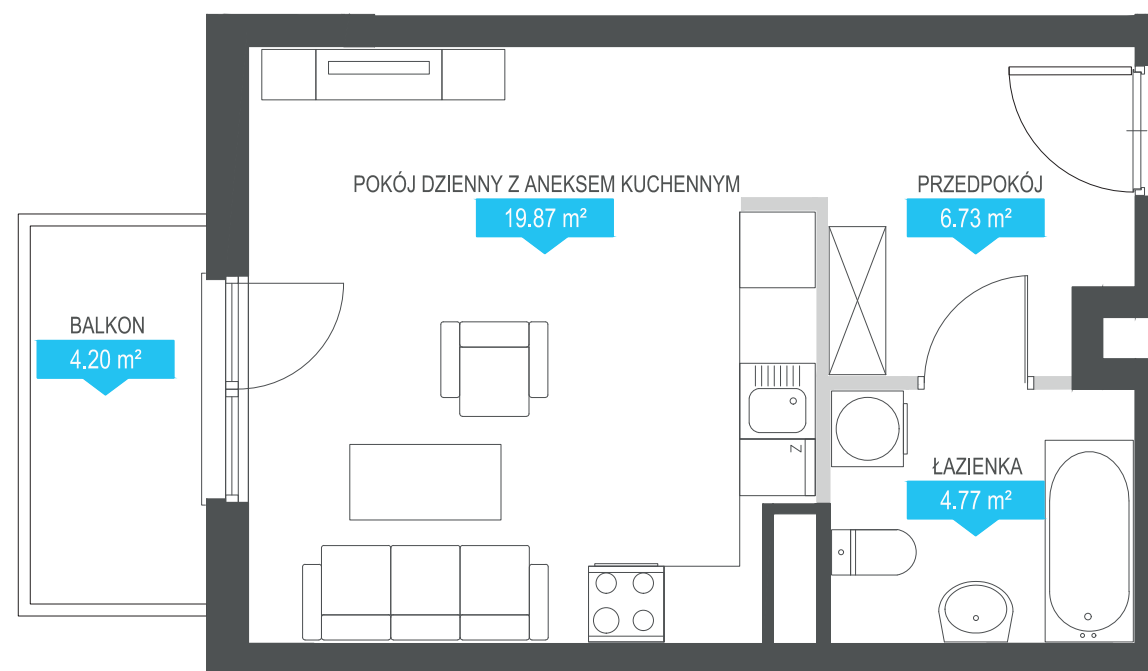 POKÓJ DZIENNY Z ANEKSEM KUCHENNYM
19.87 m²
PRZEDPOKÓJ
6.73 m²
BALKON
4.20 m²
Z
ŁAZIENKA
4.77 m²